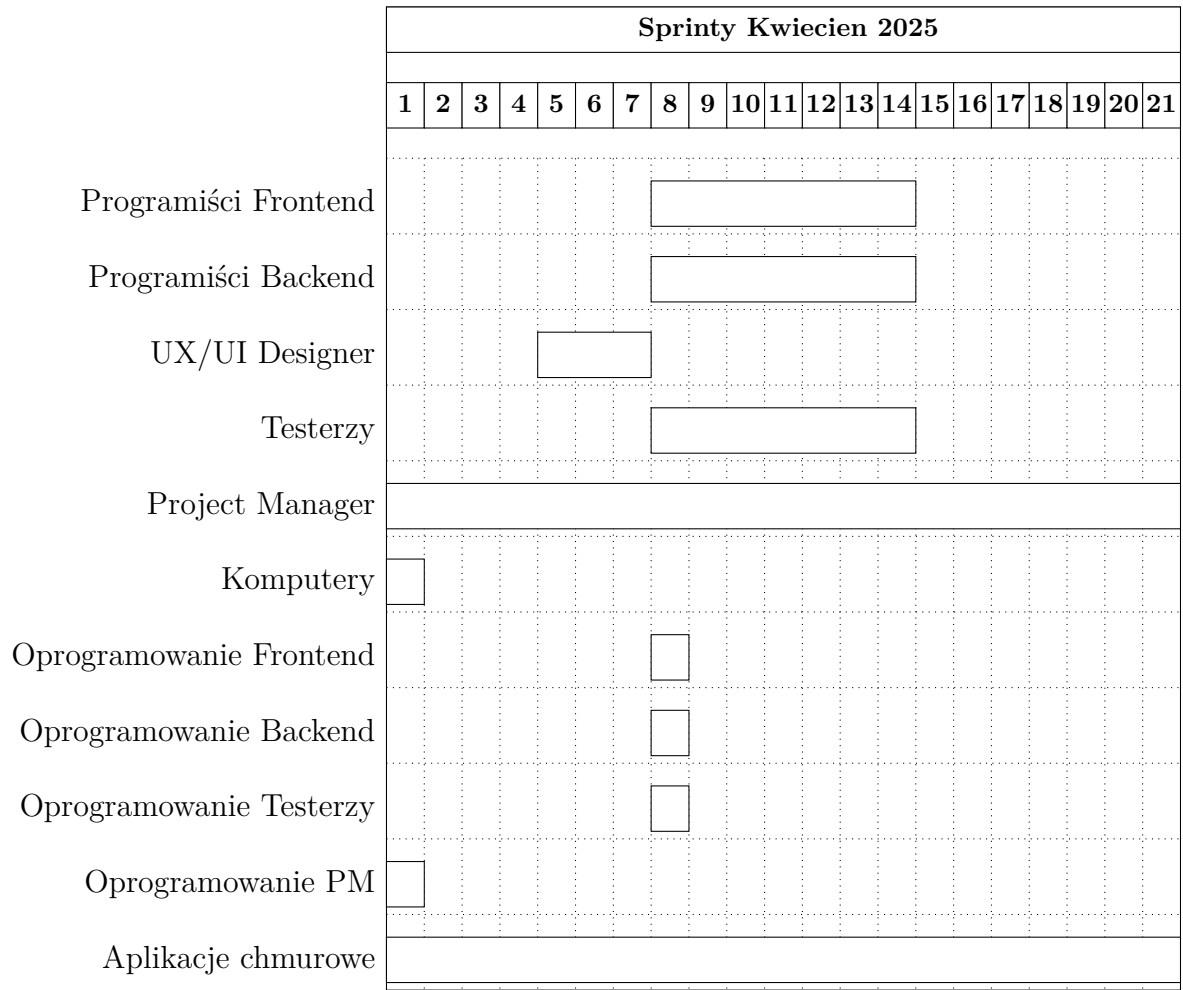 Sprinty Kwiecien 2025
1 2 3 4 5 6 7 8 9 10 11 12 13 14 15 16 17 18 19 20 21
Programiści Frontend
Programiści Backend
UX/UI Designer
Testerzy
Project Manager
Komputery
Oprogramowanie Frontend
Oprogramowanie Backend
Oprogramowanie Testerzy
Oprogramowanie PM
Aplikacje chmurowe